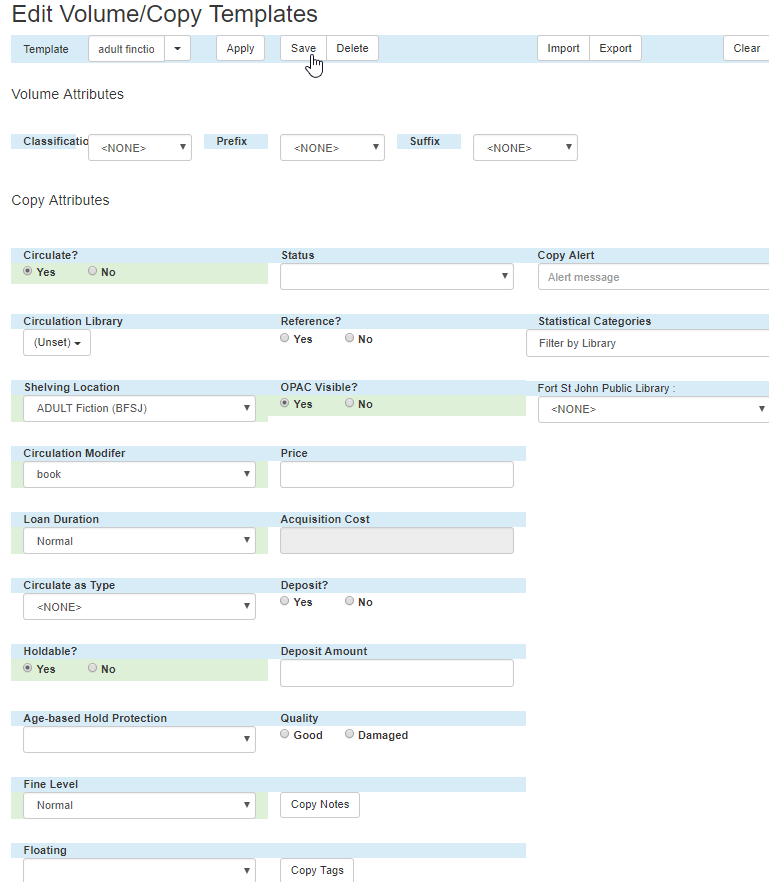 Edit Volume/Copy Templates
Template adult finctio Apply Save Delete Import Export Clear
Volume Attributes
Classificatio <NONE> Prefix <NONE> Suffix <NONE>
Copy Attributes
Circulate? Status Copy Alert
Yes No Alert message
Circulation Library Reference? Statistical Categories
(Unset) Yes No Filter by Library
Shelving Location OPAC Visible? Fort St John Public Library :
ADULT Fiction (BFSJ) Yes No <NONE>
Circulation Modifer Price
book
Loan Duration Acquisition Cost
Normal
Circulate as Type Deposit?
<NONE> Yes No
Holdable? Deposit Amount
Yes No
Age-based Hold Protection Quality
Good Damaged
Fine Level
Normal Copy Notes
Floating
Copy Tags